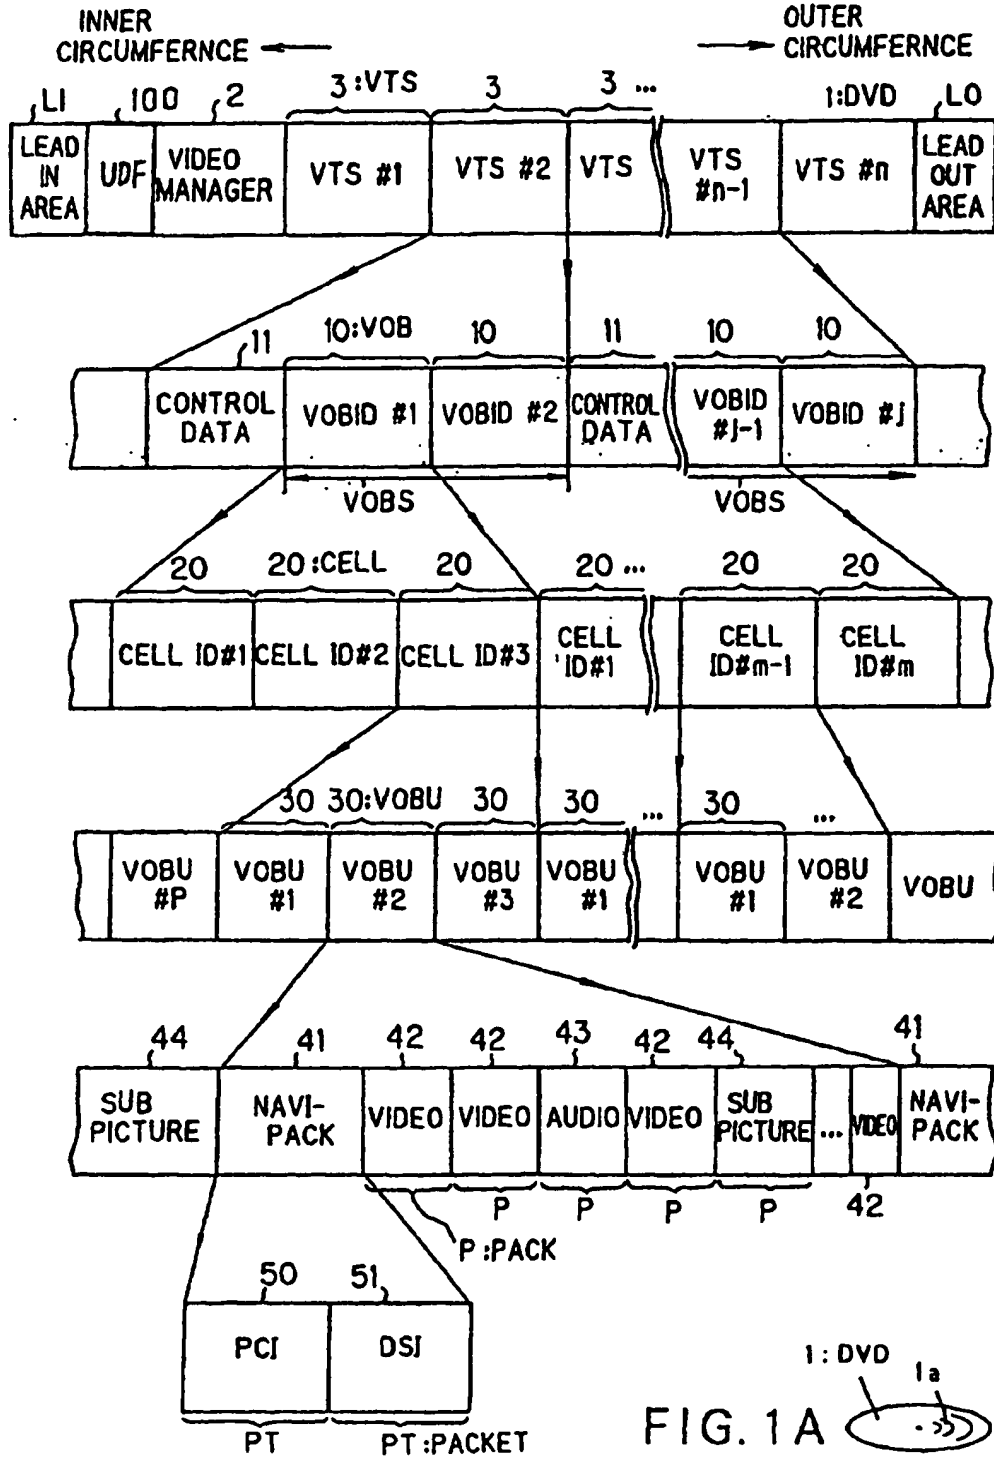 INNER
CIRCUMFERNCE
OUTER
CIRCUMFERNCE
LI 100 2 3:VTS 3 3 ... 1:DVD LO
LEAD IN AREA
UDF
VIDEO MANAGER
VTS #1
VTS #2
VTS
VTS #n-1
VTS #n
LEAD OUT AREA
11 10:VOB 10 11 10 10
CONTROL DATA
VOBID #1
VOBID #2
CONTROL DATA
VOBID #J-1
VOBID #J
VOBS VOBS
20 20:CELL 20 20 ... 20 20
CELL ID#1
CELL ID#2
CELL ID#3
CELL ID#1
CELL ID#m-1
CELL ID#m
30 30:VOBU 30 30 ... 30 ...
VOBU #P
VOBU #1
VOBU #2
VOBU #3
VOBU #1
VOBU #1
VOBU #2
VOBU
44 41 42 42 43 42 44 41
SUB PICTURE
NAVI-PACK
VIDEO
VIDEO
AUDIO
VIDEO
SUB PICTURE
...
VIDEO
NAVI-PACK
P P P P 42
P:PACK
50 51
PCI DSI
PT PT:PACKET
1:DVD 1a
FIG. 1A